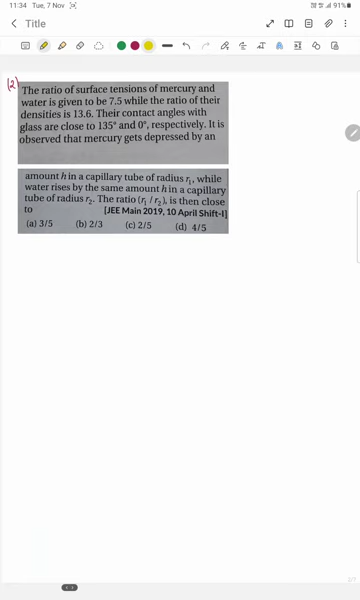 11:34 Tue, 7 Nov
91%
Title
(2)
The ratio of surface tensions of mercury and
water is given to be 7.5 while the ratio of their
densities is 13.6. Their contact angles with
glass are close to 135° and 0°, respectively. It is
observed that mercury gets depressed by an
amount h in a capillary tube of radius r₁, while
water rises by the same amount h in a capillary
tube of radius r₂. The ratio (r₁ / r₂), is then close
to [JEE Main 2019, 10 April Shift-I]
(a) 3/5 (b) 2/3 (c) 2/5 (d) 4/5